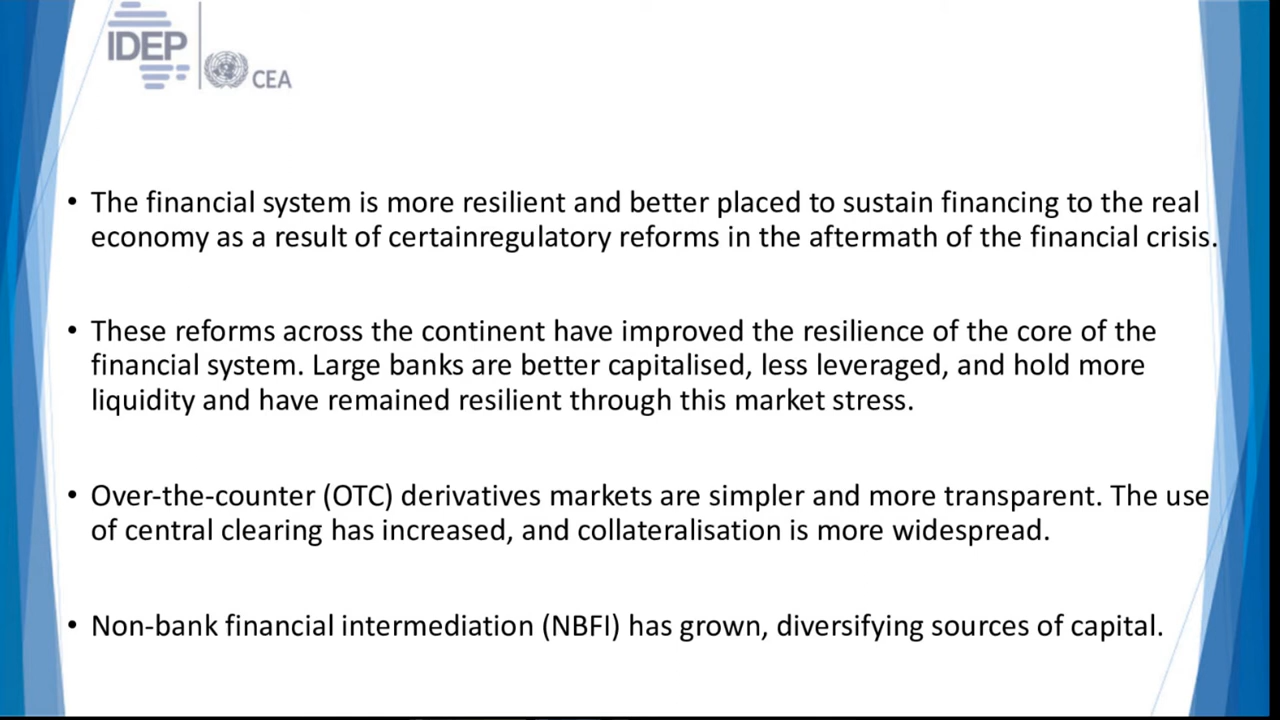 IDEP
CEA
• The financial system is more resilient and better placed to sustain financing to the real
economy as a result of certainregulatory reforms in the aftermath of the financial crisis.
• These reforms across the continent have improved the resilience of the core of the
financial system. Large banks are better capitalised, less leveraged, and hold more
liquidity and have remained resilient through this market stress.
• Over-the-counter (OTC) derivatives markets are simpler and more transparent. The use
of central clearing has increased, and collateralisation is more widespread.
• Non-bank financial intermediation (NBFI) has grown, diversifying sources of capital.